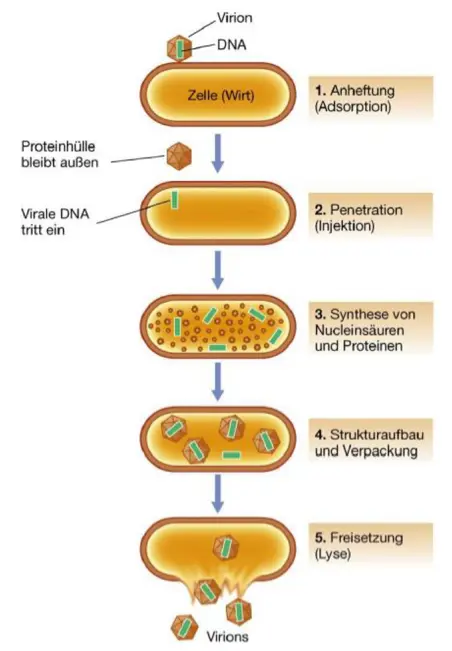 Virion
DNA
Zelle (Wirt)
1. Anheftung
(Adsorption)
Proteinhülle
bleibt außen
Virale DNA
tritt ein
2. Penetration
(Injektion)
3. Synthese von
Nucleinsäuren
und Proteinen
4. Strukturaufbau
und Verpackung
5. Freisetzung
(Lyse)
Virions